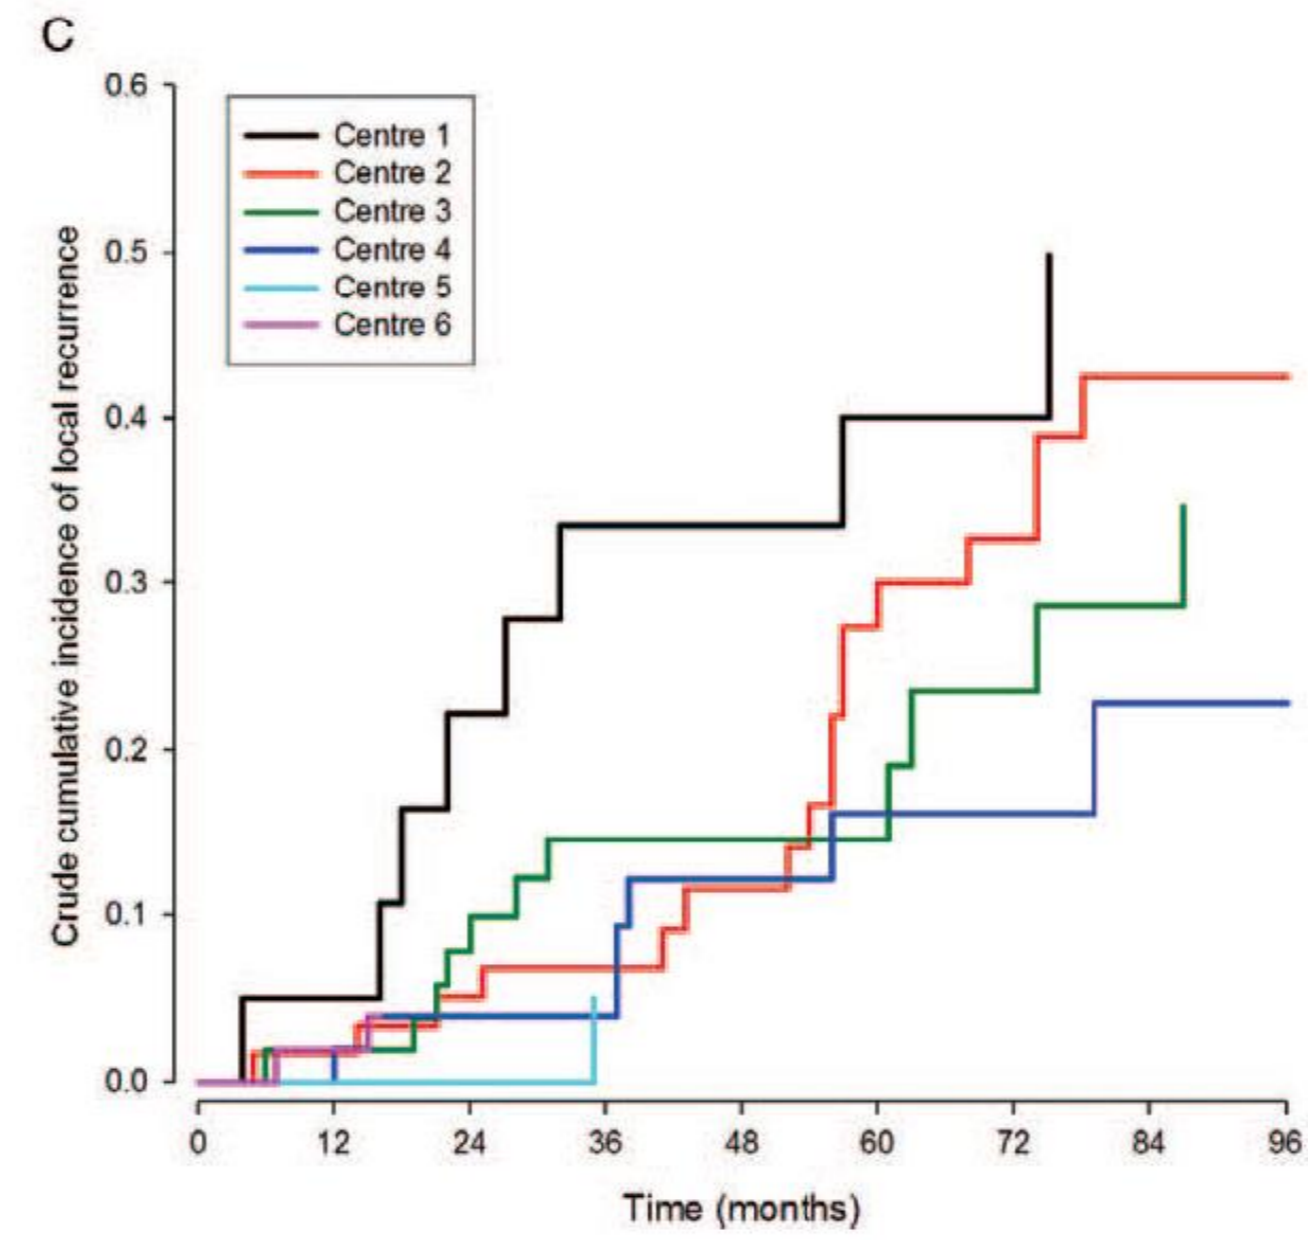 C
0.6
0.5
0.4
0.3
0.2
0.1
0.0
Crude cumulative incidence of local recurrence
Centre 1
Centre 2
Centre 3
Centre 4
Centre 5
Centre 6
0 12 24 36 48 60 72 84 96
Time (months)